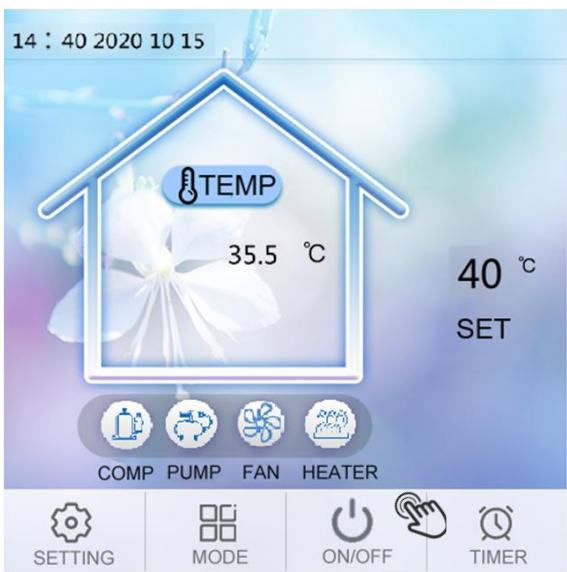 14：40 2020 10 15
TEMP
35.5 ℃
40 ℃
SET
COMP PUMP FAN HEATER
SETTING MODE ON/OFF TIMER